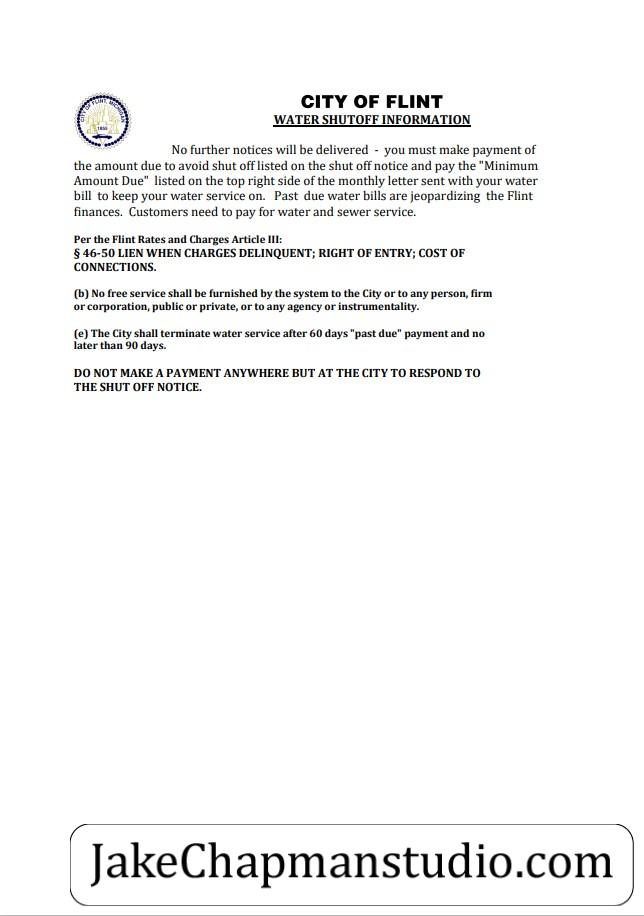 CITY OF FLINT
WATER SHUTOFF INFORMATION
CITY OF FLINT, MICHIGAN
1855
No further notices will be delivered - you must make payment of
the amount due to avoid shut off listed on the shut off notice and pay the "Minimum
Amount Due" listed on the top right side of the monthly letter sent with your water
bill to keep your water service on. Past due water bills are jeopardizing the Flint
finances. Customers need to pay for water and sewer service.
Per the Flint Rates and Charges Article III:
§ 46-50 LIEN WHEN CHARGES DELINQUENT; RIGHT OF ENTRY; COST OF
CONNECTIONS.
(b) No free service shall be furnished by the system to the City or to any person, firm
or corporation, public or private, or to any agency or instrumentality.
(e) The City shall terminate water service after 60 days "past due" payment and no
later than 90 days.
DO NOT MAKE A PAYMENT ANYWHERE BUT AT THE CITY TO RESPOND TO
THE SHUT OFF NOTICE.
JakeChapmanstudio.com